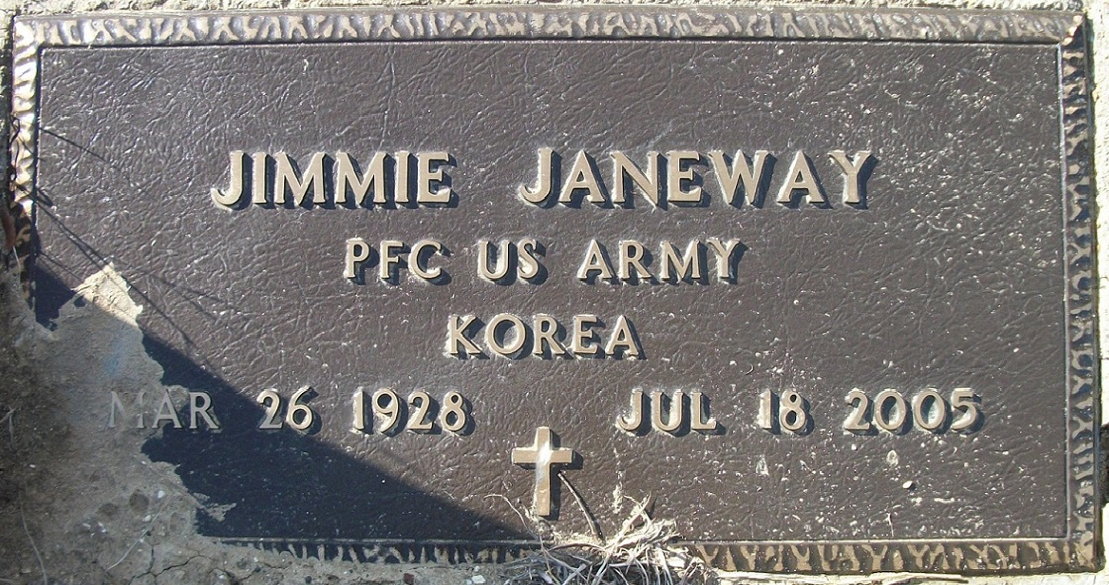 JIMMIE JANEWAY
PFC US ARMY
KOREA
MAR 26 1928 JUL 18 2005